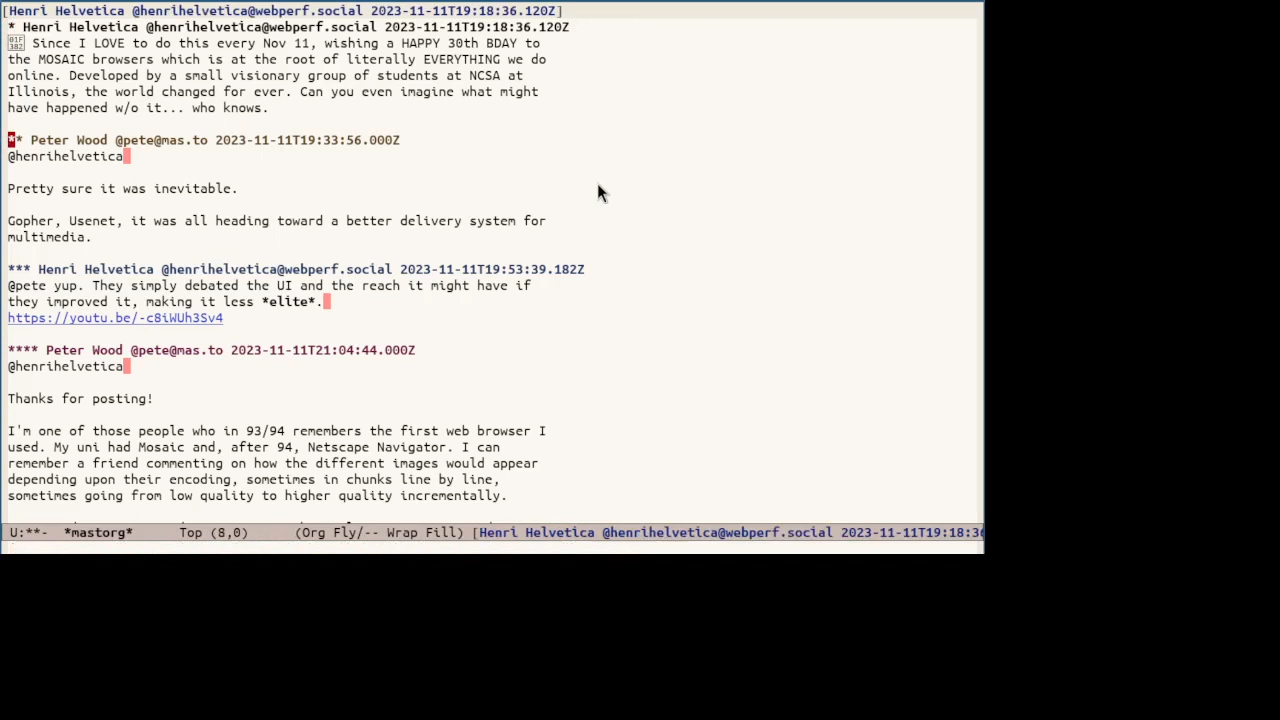 [Henri Helvetica @henrihelvetica@webperf.social 2023-11-11T19:18:36.120Z]
* Henri Helvetica @henrihelvetica@webperf.social 2023-11-11T19:18:36.120Z
01F382 Since I LOVE to do this every Nov 11, wishing a HAPPY 30th BDAY to
the MOSAIC browsers which is at the root of literally EVERYTHING we do
online. Developed by a small visionary group of students at NCSA at
Illinois, the world changed for ever. Can you even imagine what might
have happened w/o it... who knows.
** Peter Wood @pete@mas.to 2023-11-11T19:33:56.000Z
@henrihelvetica
Pretty sure it was inevitable.
Gopher, Usenet, it was all heading toward a better delivery system for
multimedia.
*** Henri Helvetica @henrihelvetica@webperf.social 2023-11-11T19:53:39.182Z
@pete yup. They simply debated the UI and the reach it might have if
they improved it, making it less *elite*.
https://youtu.be/-c8iWUh3Sv4
**** Peter Wood @pete@mas.to 2023-11-11T21:04:44.000Z
@henrihelvetica
Thanks for posting!
I'm one of those people who in 93/94 remembers the first web browser I
used. My uni had Mosaic and, after 94, Netscape Navigator. I can
remember a friend commenting on how the different images would appear
depending upon their encoding, sometimes in chunks line by line,
sometimes going from low quality to higher quality incrementally.
U:**-  *mastorg*      Top (8,0)      (Org Fly/-- Wrap Fill) [Henri Helvetica @henrihelvetica@webperf.social 2023-11-11T19:18:36